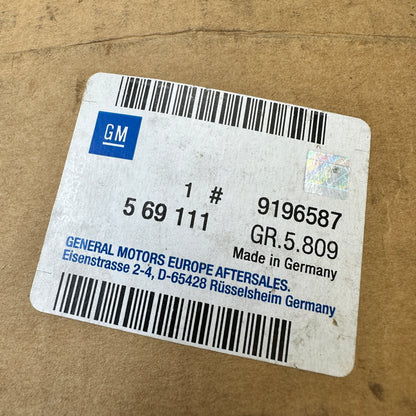 GM
1 # 9196587
5 69 111 GR.5.809
Made in Germany
GENERAL MOTORS EUROPE AFTERSALES.
Eisenstrasse 2-4, D-65428 Rüsselsheim Germany